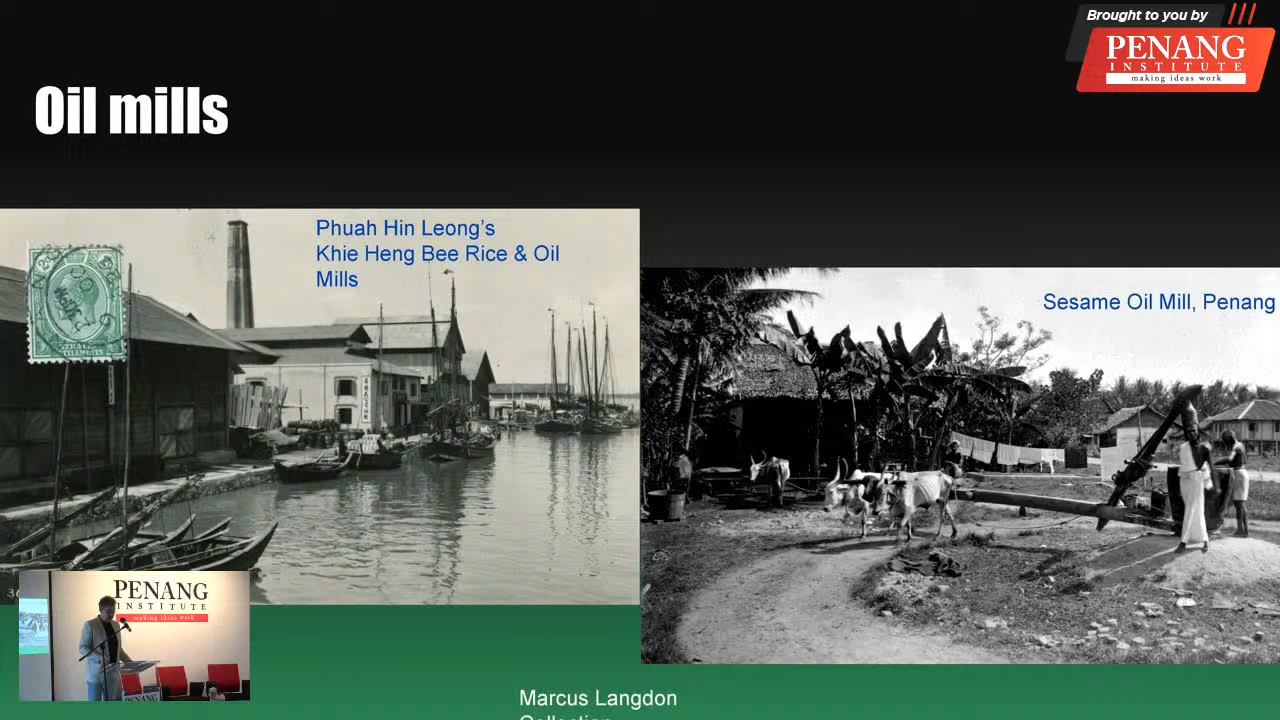 Brought to you by
PENANG
INSTITUTE
making ideas work
Oil mills
Phuah Hin Leong's
Khie Heng Bee Rice & Oil
Mills
Sesame Oil Mill, Penang
PENANG
INSTITUTE
making ideas work
PENANG
Marcus Langdon
Collection